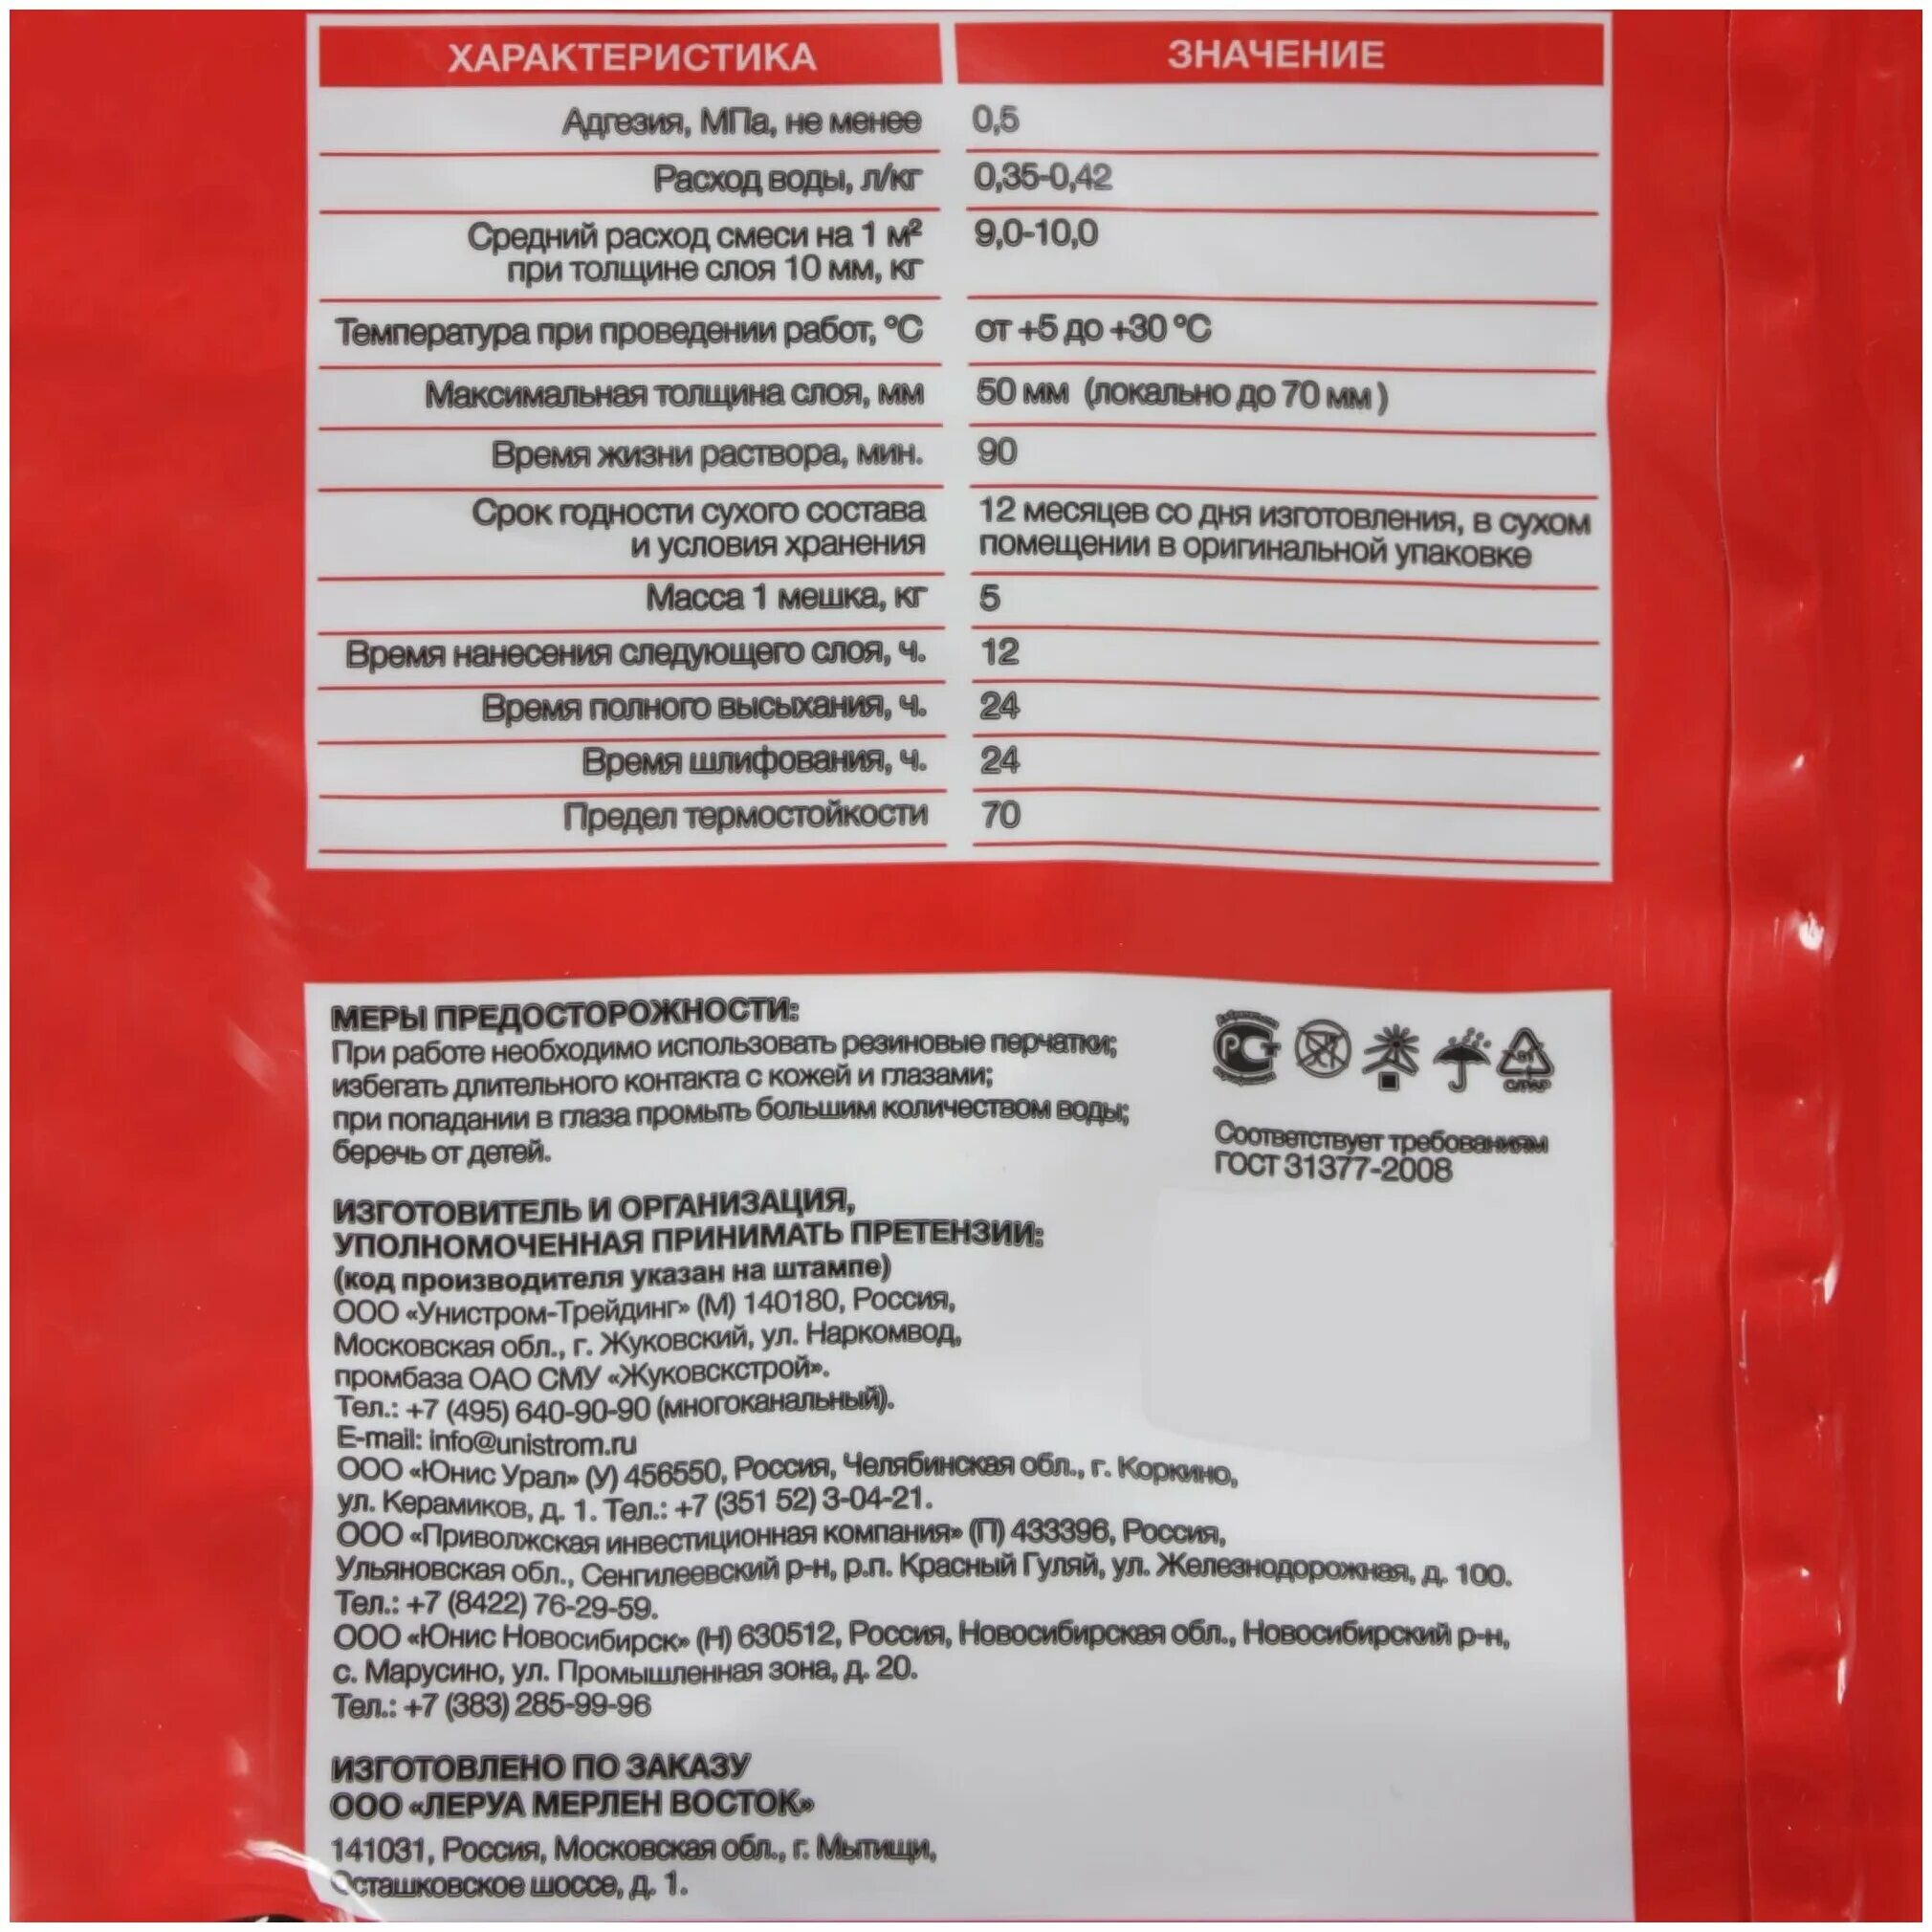 ХАРАКТЕРИСТИКА ЗНАЧЕНИЕ
Адгезия, МПа, не менее 0,5
Расход воды, л/кг 0,35-0,42
Средний расход смеси на 1 м² 9,0-10,0
при толщине слоя 10 мм, кг
Температура при проведении работ, °С от +5 до +30 °С
Максимальная толщина слоя, мм 50 мм (локально до 70 мм )
Время жизни раствора, мин. 90
Срок годности сухого состава 12 месяцев со дня изготовления, в сухом
и условия хранения помещении в оригинальной упаковке
Масса 1 мешка, кг 5
Время нанесения следующего слоя, ч. 12
Время полного высыхания, ч. 24
Время шлифования, ч. 24
Предел термостойкости 70
МЕРЫ ПРЕДОСТОРОЖНОСТИ:
При работе необходимо использовать резиновые перчатки;
избегать длительного контакта с кожей и глазами;
при попадании в глаза промыть большим количеством воды;
беречь от детей.
РСТ
91
C/PAP
Соответствует требованиям
ГОСТ 31377-2008
ИЗГОТОВИТЕЛЬ И ОРГАНИЗАЦИЯ,
УПОЛНОМОЧЕННАЯ ПРИНИМАТЬ ПРЕТЕНЗИИ:
(код производителя указан на штампе)
ООО «Унистром-Трейдинг» (М) 140180, Россия,
Московская обл., г. Жуковский, ул. Наркомвод,
промбаза ОАО СМУ «Жуковскстрой».
Тел.: +7 (495) 640-90-90 (многоканальный).
E-mail: info@unistrom.ru
ООО «Юнис Урал» (У) 456550, Россия, Челябинская обл., г. Коркино,
ул. Керамиков, д. 1. Тел.: +7 (351 52) 3-04-21.
ООО «Приволжская инвестиционная компания» (П) 433396, Россия,
Ульяновская обл., Сенгилеевский р-н, р.п. Красный Гуляй, ул. Железнодорожная, д. 100.
Тел.: +7 (8422) 76-29-59.
ООО «Юнис Новосибирск» (Н) 630512, Россия, Новосибирская обл., Новосибирский р-н,
с. Марусино, ул. Промышленная зона, д. 20.
Тел.: +7 (383) 285-99-96
ИЗГОТОВЛЕНО ПО ЗАКАЗУ
ООО «ЛЕРУА МЕРЛЕН ВОСТОК»
141031, Россия, Московская обл., г. Мытищи,
Осташковское шоссе, д. 1.